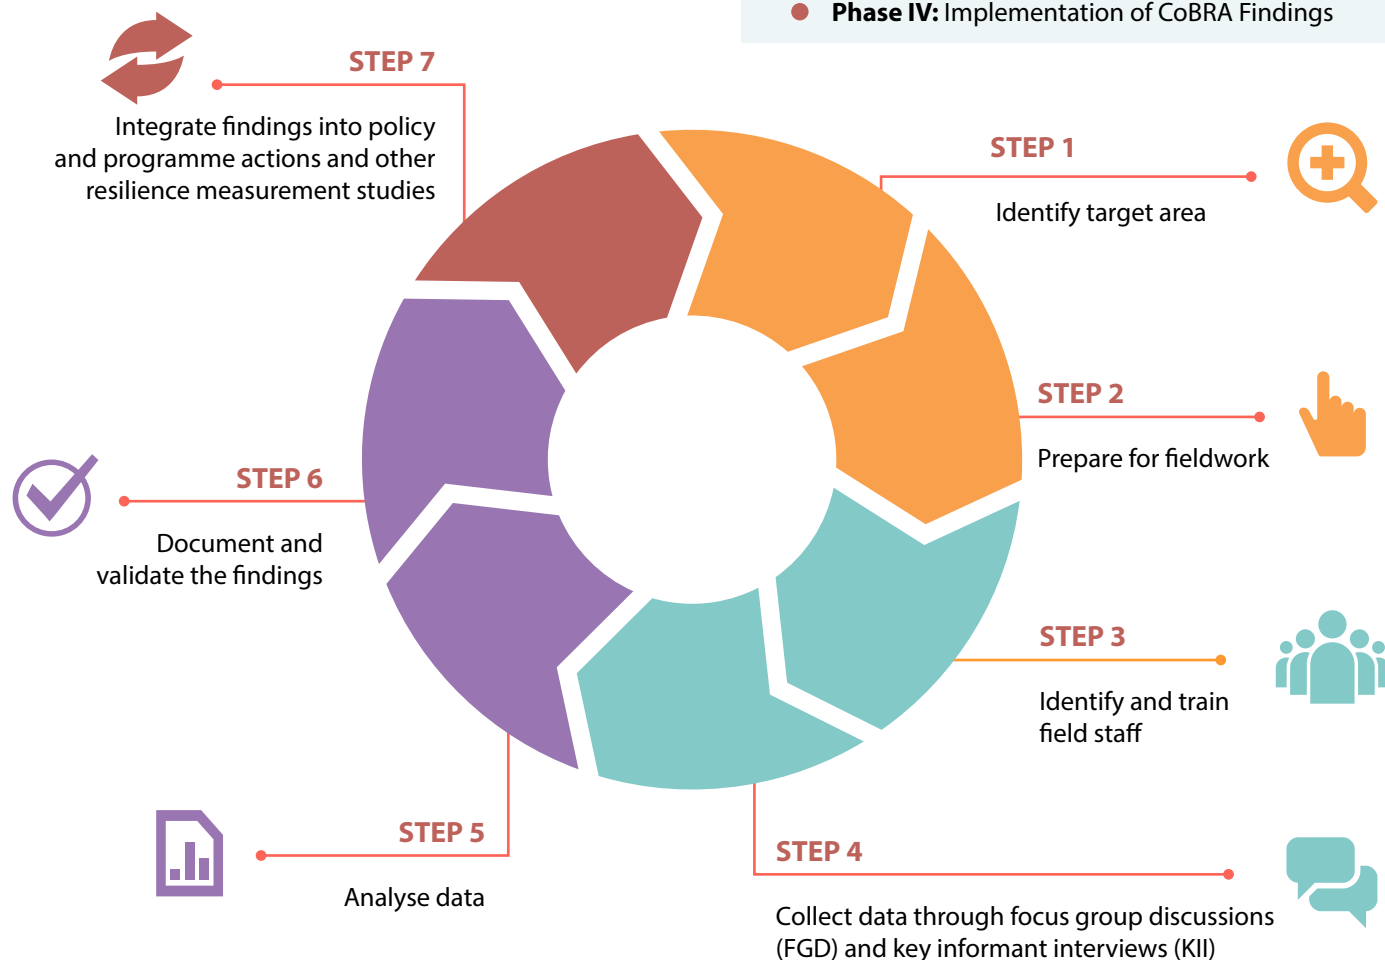 Phase IV: Implementation of CoBRA Findings
STEP 7
Integrate findings into policy
and programme actions and other
resilience measurement studies
STEP 1
Identify target area
STEP 2
Prepare for fieldwork
STEP 6
Document and
validate the findings
STEP 3
Identify and train
field staff
STEP 5
Analyse data
STEP 4
Collect data through focus group discussions
(FGD) and key informant interviews (KII)